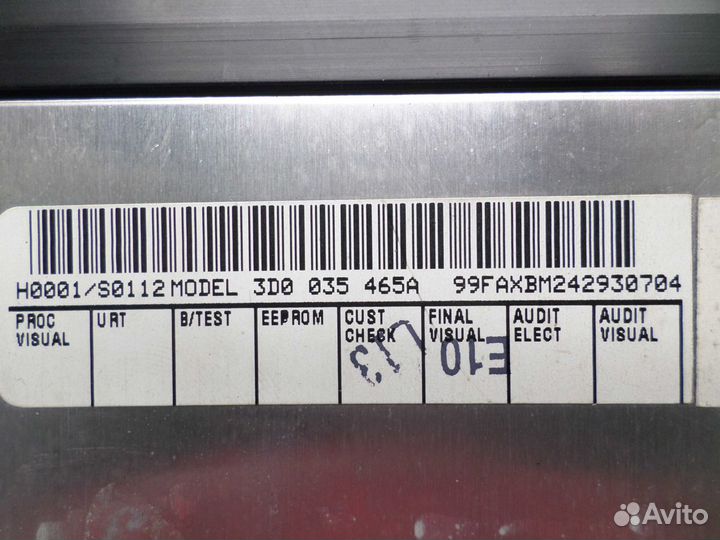 H0001/S0112 MODEL 3D0 035 465A 99FAXBM242930704
PROC VISUAL
URT
B/TEST
EEPROM
CUST CHECK
FINAL VISUAL
AUDIT ELECT
AUDIT VISUAL
E10
Avito